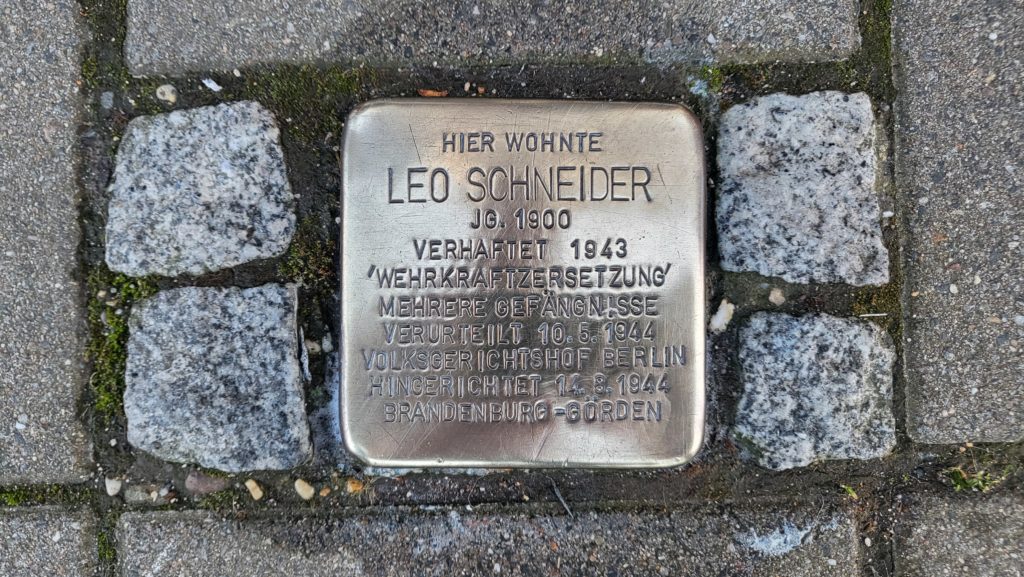 HIER WOHNTE
LEO SCHNEIDER
JG. 1900
VERHAFTET 1943
'WEHRKRAFTZERSETZUNG'
MEHRERE GEFÄNGNISSE
VERURTEILT 10.5.1944
VOLKSGERICHTSHOF BERLIN
HINGERICHTET 14.8.1944
BRANDENBURG-GÖRDEN